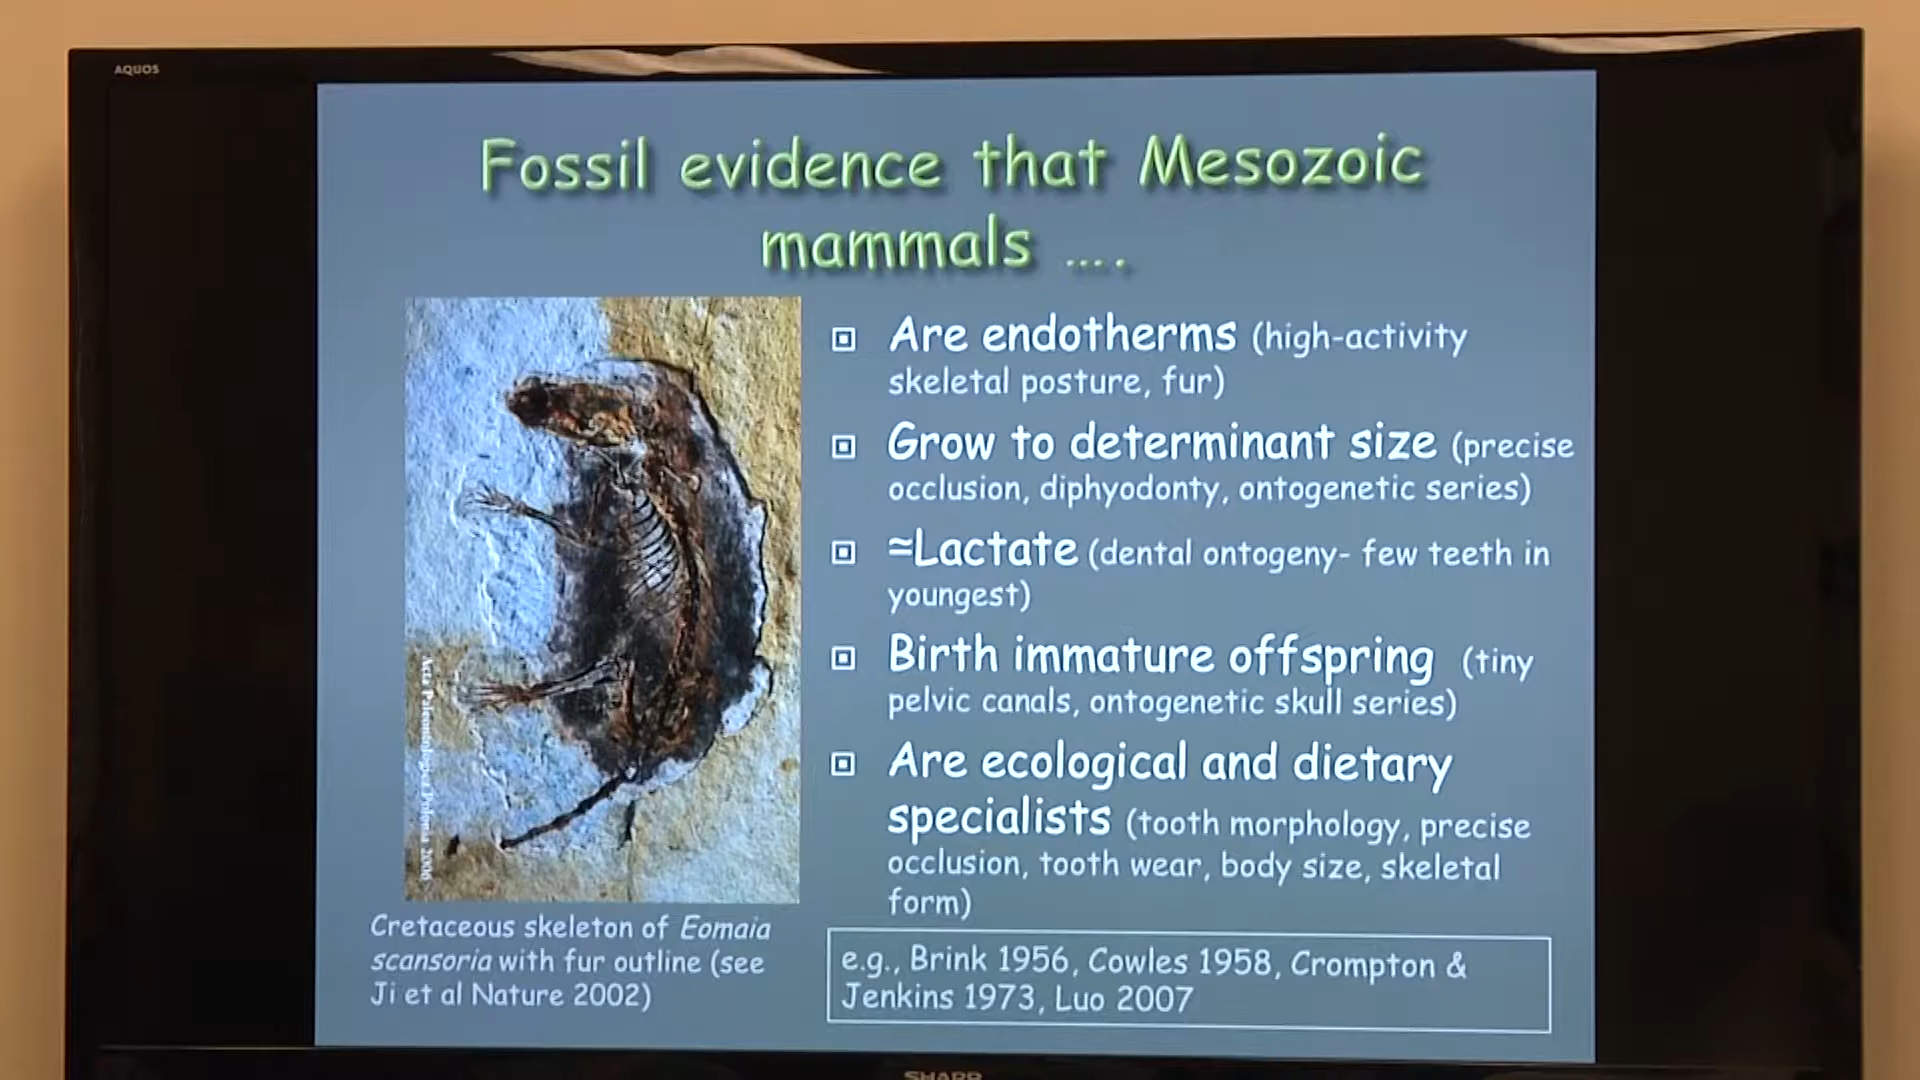 AQUOS
Fossil evidence that Mesozoic
mammals ....
Are endotherms (high-activity
skeletal posture, fur)
Grow to determinant size (precise
occlusion, diphyodonty, ontogenetic series)
≈Lactate (dental ontogeny- few teeth in
youngest)
Birth immature offspring (tiny
pelvic canals, ontogenetic skull series)
Are ecological and dietary
specialists (tooth morphology, precise
occlusion, tooth wear, body size, skeletal
form)
Acta Paleontologica Polonica 2006
Cretaceous skeleton of Eomaia
scansoria with fur outline (see
Ji et al Nature 2002)
e.g., Brink 1956, Cowles 1958, Crompton &
Jenkins 1973, Luo 2007
SHARP